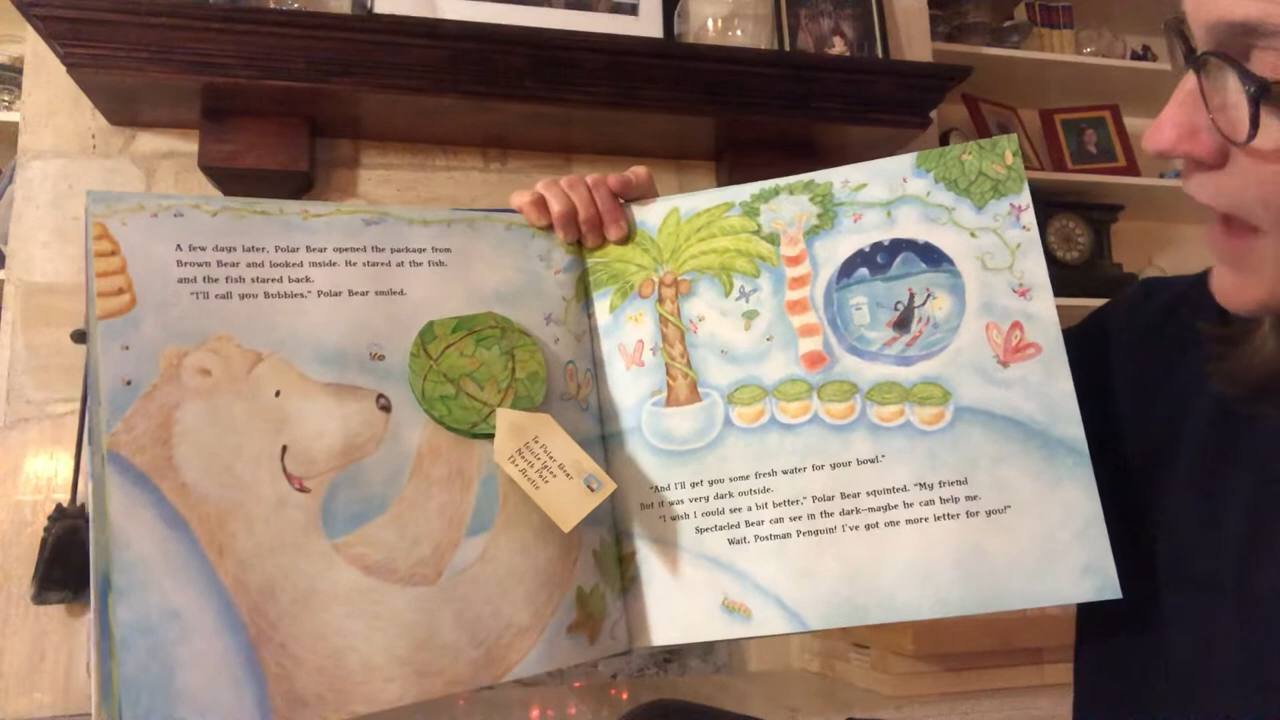 A few days later, Polar Bear opened the package from
Brown Bear and looked inside. He stared at the fish,
and the fish stared back.
"I'll call you Bubbles," Polar Bear smiled.
To Polar Bear
Icicle Igloo
North Pole
The Arctic
"And I'll get you some fresh water for your bowl."
But it was very dark outside.
"I wish I could see a bit better," Polar Bear squinted. "My friend
Spectacled Bear can see in the dark—maybe he can help me.
Wait, Postman Penguin! I've got one more letter for you!"